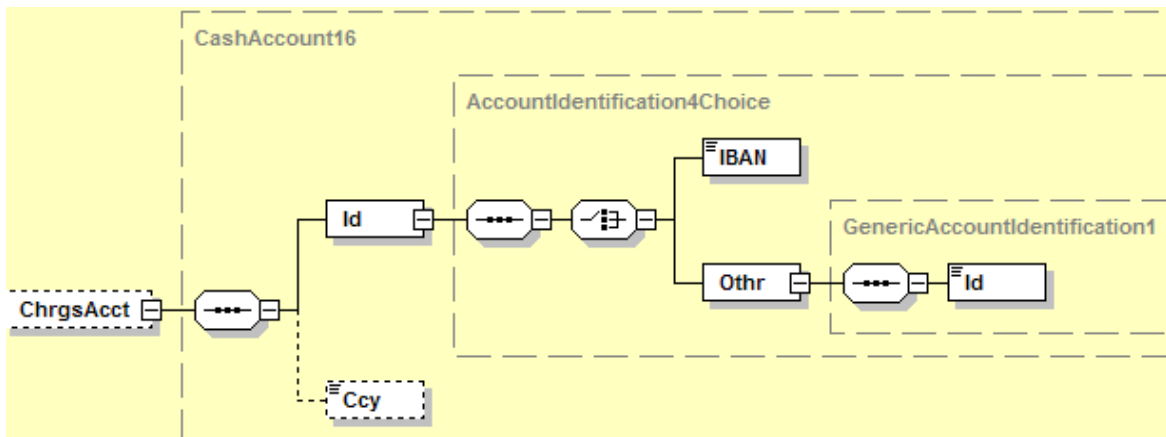 CashAccount16
AccountIdentification4Choice
IBAN
Id
GenericAccountIdentification1
Othr
Id
ChrgsAcct
Ccy